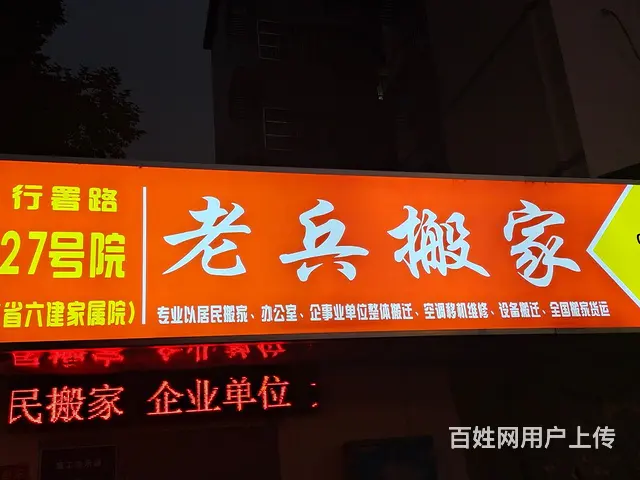 行署路
27号院
省六建家属院)
老兵搬家
专业以居民搬家、办公室、企事业单位整体搬迁、空调移机维修、设备搬迁、全国搬家货运
民搬家 企业单位
百姓网用户上传